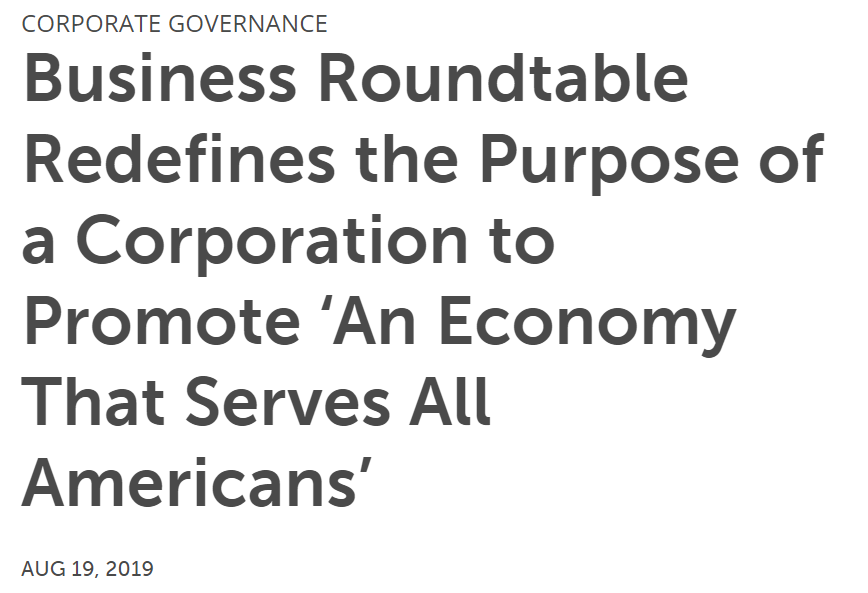 CORPORATE GOVERNANCE
Business Roundtable
Redefines the Purpose of
a Corporation to
Promote ‘An Economy
That Serves All
Americans’
AUG 19, 2019